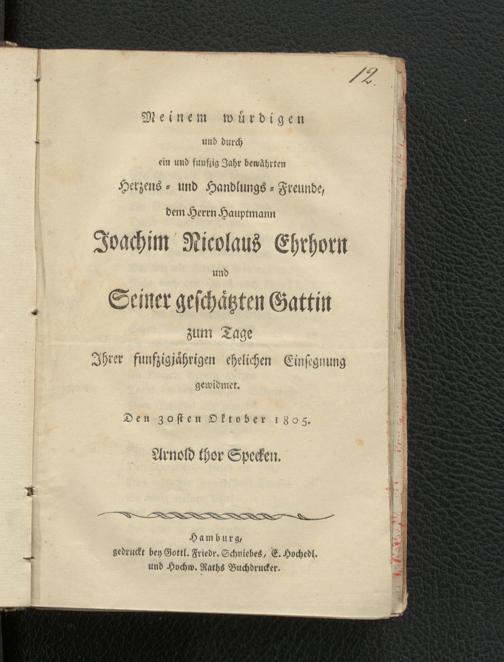 12.
Meinem würdigen
und durch
ein und funfzig Jahr bewährten
Herzens- und Handlungs-Freunde,
dem Herrn Hauptmann
Joachim Nicolaus Ehrhorn
und
Seiner geschätzten Gattin
zum Tage
Ihrer funfzigjährigen ehelichen Einsegnung
gewidmet.
Den 30sten Oktober 1805.
Arnold thor Specken.
Hamburg,
gedruckt bey Gottl. Friedr. Schniebes, E. Hochedl.
und Hochw. Raths Buchdrucker.